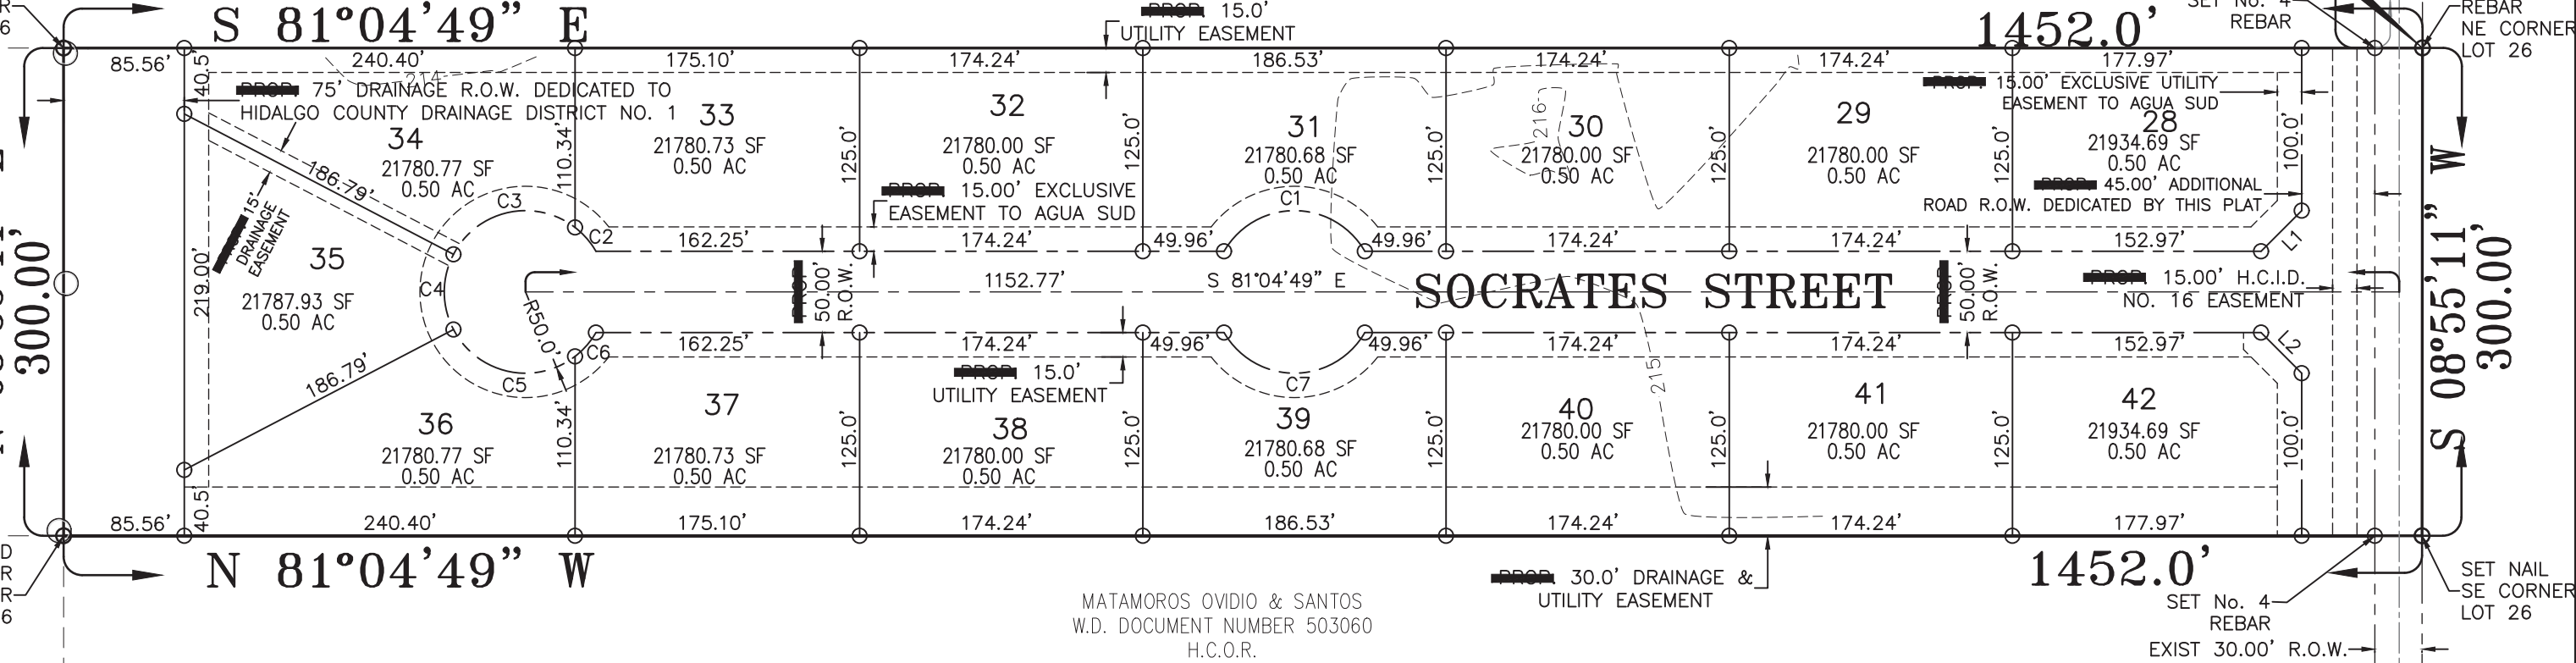 S 81°04'49" E
PROP. 15.0'
UTILITY EASEMENT
1452.0'
SET No. 4
REBAR
REBAR
NE CORNER
LOT 26
85.56'
40.5'
240.40'
175.10'
174.24'
186.53'
174.24'
174.24'
177.97'
214
PROP. 75' DRAINAGE R.O.W. DEDICATED TO
HIDALGO COUNTY DRAINAGE DISTRICT NO. 1
PROP. 15.00' EXCLUSIVE UTILITY
EASEMENT TO AGUA SUD
34
21780.77 SF
0.50 AC
33
21780.73 SF
0.50 AC
32
21780.00 SF
0.50 AC
31
21780.68 SF
0.50 AC
216
30
21780.00 SF
0.50 AC
29
21780.00 SF
0.50 AC
28
21934.69 SF
0.50 AC
110.34'
125.0'
125.0'
125.0'
125.0'
125.0'
100.0'
186.79'
PROP. 15'
DRAINAGE
EASEMENT
PROP. 15.00' EXCLUSIVE
EASEMENT TO AGUA SUD
PROP. 45.00' ADDITIONAL
ROAD R.O.W. DEDICATED BY THIS PLAT
C3
C2
C1
L1
162.25'
174.24'
49.96'
49.96'
174.24'
174.24'
152.97'
300.00'
219.00'
35
21787.93 SF
0.50 AC
C4
R50.0'
PROP.
50.00'
R.O.W.
1152.77'
S 81°04'49" E
SOCRATES STREET
PROP.
50.00'
R.O.W.
PROP. 15.00' H.C.I.D.
NO. 16 EASEMENT
S 08°55'11" W
300.00'
162.25'
174.24'
49.96'
49.96'
174.24'
174.24'
152.97'
C5
C6
C7
L2
186.79'
PROP. 15.0'
UTILITY EASEMENT
215
36
21780.77 SF
0.50 AC
37
21780.73 SF
0.50 AC
38
21780.00 SF
0.50 AC
39
21780.68 SF
0.50 AC
40
21780.00 SF
0.50 AC
41
21780.00 SF
0.50 AC
42
21934.69 SF
0.50 AC
110.34'
125.0'
125.0'
125.0'
125.0'
125.0'
100.0'
85.56'
40.5'
240.40'
175.10'
174.24'
186.53'
174.24'
174.24'
177.97'
N 81°04'49" W
PROP. 30.0' DRAINAGE &
UTILITY EASEMENT
1452.0'
MATAMOROS OVIDIO & SANTOS
W.D. DOCUMENT NUMBER 503060
H.C.O.R.
SET No. 4
REBAR
EXIST 30.00' R.O.W.
SET NAIL
SE CORNER
LOT 26